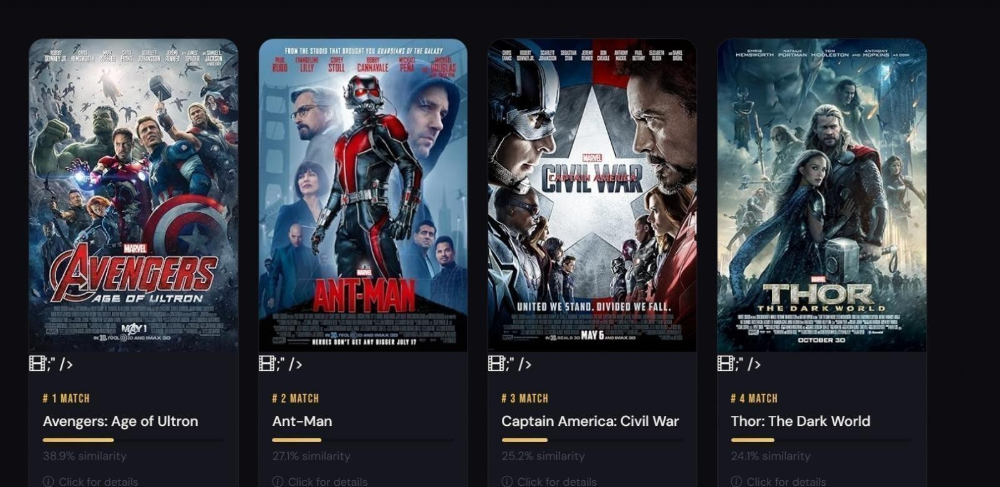 ROBERT DOWNEY JR. CHRIS HEMSWORTH MARK RUFFALO CHRIS EVANS SCARLETT JOHANSSON JEREMY RENNER WITH JAMES SPADER AND SAMUEL L. JACKSON
MARVEL
AVENGERS
AGE OF ULTRON
MAY 1
IN 3D, REAL D 3D AND IMAX 3D
FROM THE STUDIO THAT BROUGHT YOU GUARDIANS OF THE GALAXY
PAUL RUDD EVANGELINE LILLY COREY STOLL BOBBY CANNAVALE MICHAEL PEÑA AND MICHAEL DOUGLAS
MARVEL
ANT-MAN
IN 3D, REAL D 3D AND IMAX 3D
HEROES DON'T GET ANY BIGGER JULY 17
CHRIS EVANS ROBERT DOWNEY JR. SCARLETT JOHANSSON SEBASTIAN STAN JEREMY RENNER DON CHEADLE ANTHONY MACKIE PAUL BETTANY ELIZABETH OLSEN AND DANIEL BRÜHL
MARVEL
CAPTAIN AMERICA
CIVIL WAR
UNITED WE STAND. DIVIDED WE FALL.
IN 3D, REAL D 3D MAY 6 AND IMAX 3D
CHRIS HEMSWORTH NATALIE PORTMAN TOM HIDDLESTON AND ANTHONY HOPKINS AS ODIN
MARVEL
THOR
THE DARK WORLD
OCTOBER 30
';" />
# 1 MATCH
Avengers: Age of Ultron
38.9% similarity
Click for details
';" />
# 2 MATCH
Ant-Man
27.1% similarity
Click for details
';" />
# 3 MATCH
Captain America: Civil War
25.2% similarity
Click for details
';" />
# 4 MATCH
Thor: The Dark World
24.1% similarity
Click for details